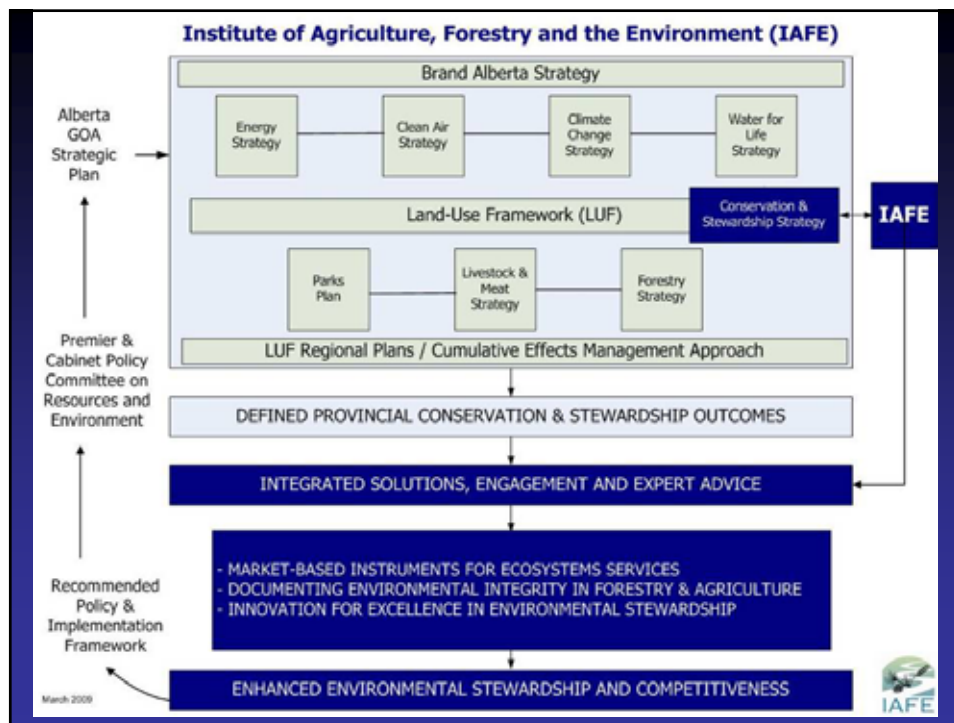 Institute of Agriculture, Forestry and the Environment (IAFE)
Brand Alberta Strategy
Alberta
GOA
Strategic
Plan
Energy
Strategy
Clean Air
Strategy
Climate
Change
Strategy
Water for
Life
Strategy
Land-Use Framework (LUF)
Conservation &
Stewardship Strategy
IAFE
Parks
Plan
Livestock &
Meat
Strategy
Forestry
Strategy
LUF Regional Plans / Cumulative Effects Management Approach
Premier &
Cabinet Policy
Committee on
Resources and
Environment
DEFINED PROVINCIAL CONSERVATION & STEWARDSHIP OUTCOMES
INTEGRATED SOLUTIONS, ENGAGEMENT AND EXPERT ADVICE
- MARKET-BASED INSTRUMENTS FOR ECOSYSTEMS SERVICES
- DOCUMENTING ENVIRONMENTAL INTEGRITY IN FORESTRY & AGRICULTURE
- INNOVATION FOR EXCELLENCE IN ENVIRONMENTAL STEWARDSHIP
Recommended
Policy &
Implementation
Framework
ENHANCED ENVIRONMENTAL STEWARDSHIP AND COMPETITIVENESS
March 2009
IAFE